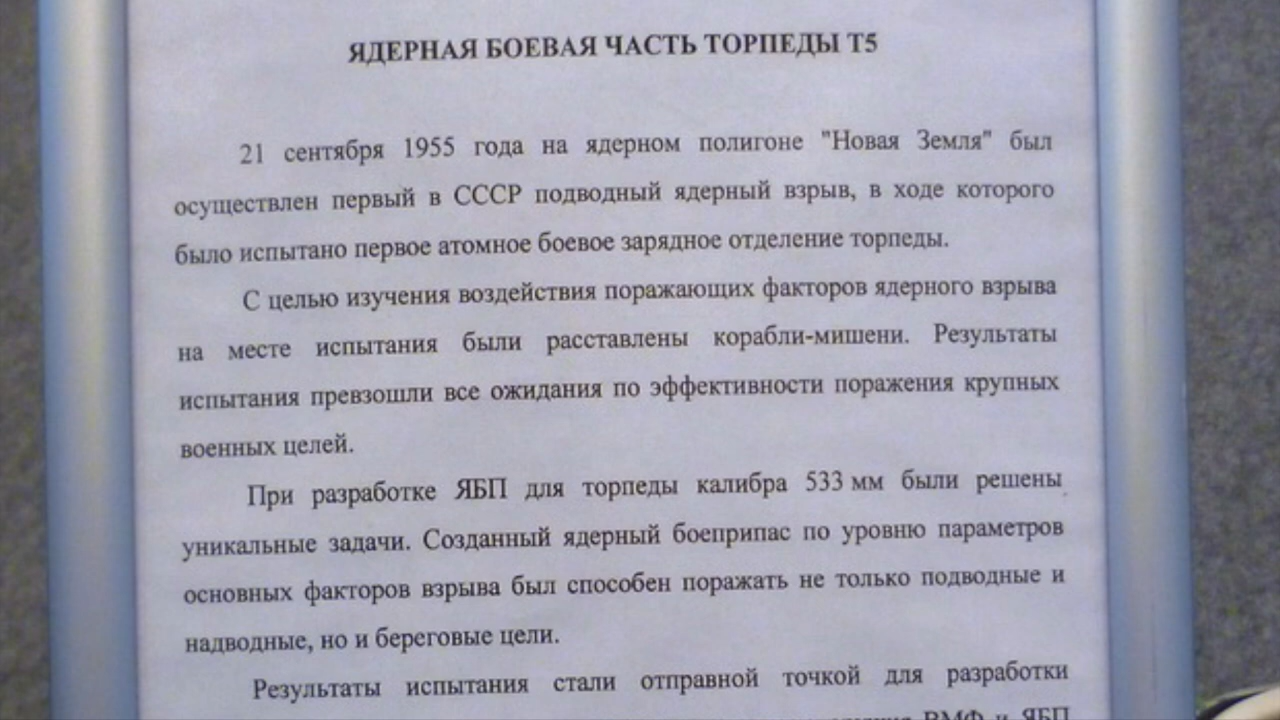 ЯДЕРНАЯ БОЕВАЯ ЧАСТЬ ТОРПЕДЫ Т5
21 сентября 1955 года на ядерном полигоне "Новая Земля" был
осуществлен первый в СССР подводный ядерный взрыв, в ходе которого
было испытано первое атомное боевое зарядное отделение торпеды.
С целью изучения воздействия поражающих факторов ядерного взрыва
на месте испытания были расставлены корабли-мишени. Результаты
испытания превзошли все ожидания по эффективности поражения крупных
военных целей.
При разработке ЯБП для торпеды калибра 533 мм были решены
уникальные задачи. Созданный ядерный боеприпас по уровню параметров
основных факторов взрыва был способен поражать не только подводные и
надводные, но и береговые цели.
Результаты испытания стали отправной точкой для разработки
ВМФ и ЯБП